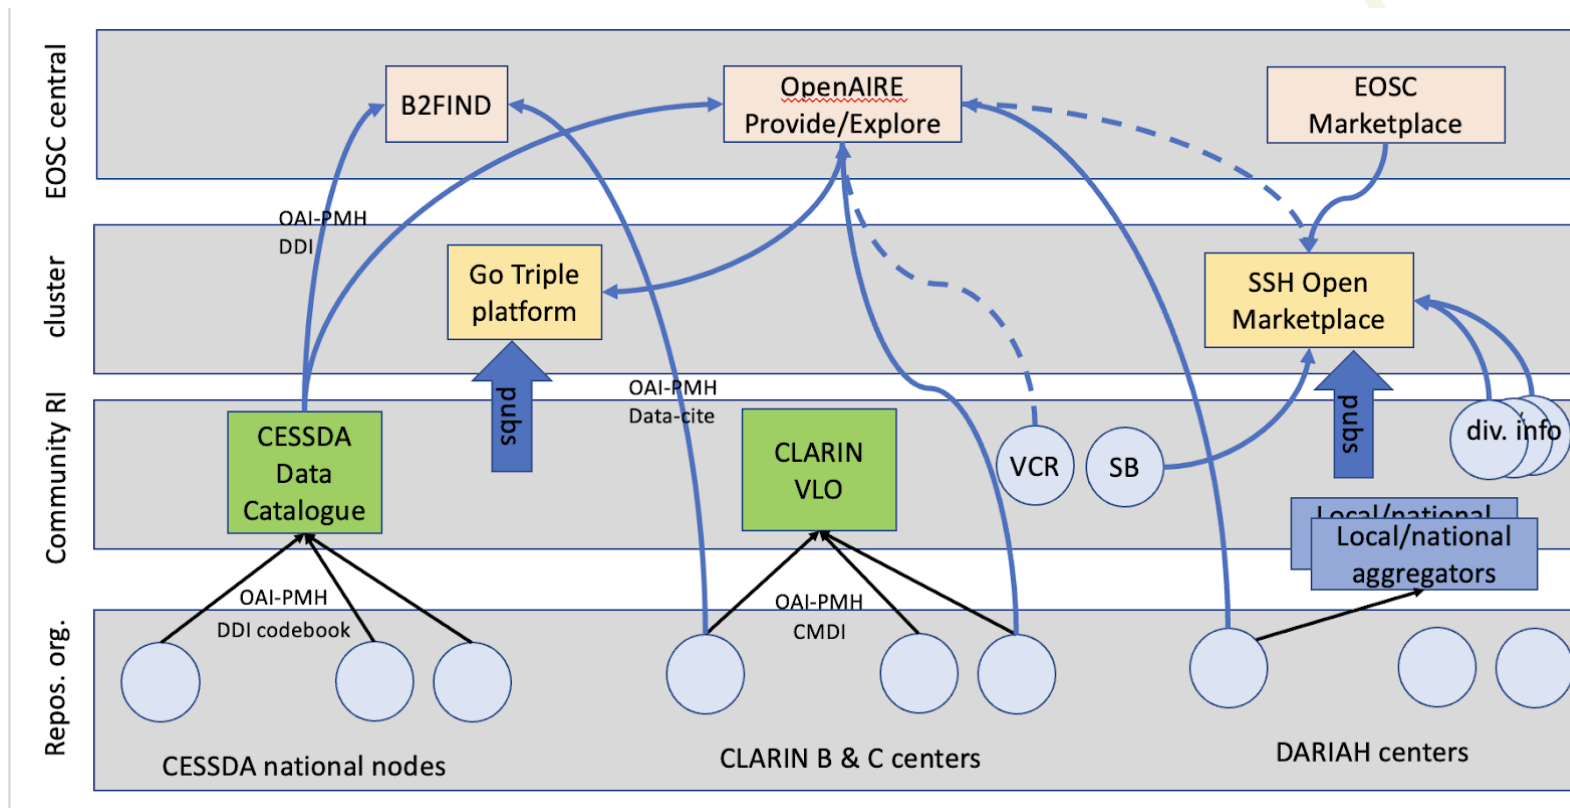 EOSC central
B2FIND
OpenAIRE
Provide/Explore
EOSC
Marketplace
OAI-PMH
DDI
cluster
Go Triple
platform
SSH Open
Marketplace
OAI-PMH
Data-cite
Community RI
CESSDA
Data
Catalogue
pubs
CLARIN
VLO
VCR
SB
pubs
div. info
Local/national
Local/national
aggregators
Repos. org.
OAI-PMH
DDI codebook
OAI-PMH
CMDI
CESSDA national nodes
CLARIN B & C centers
DARIAH centers